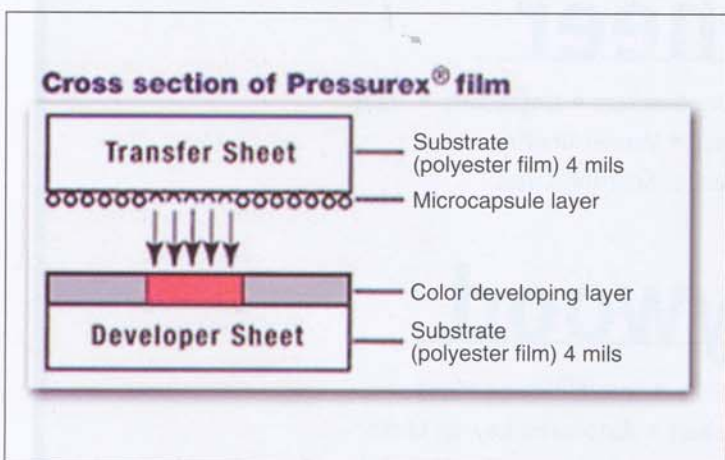 Cross section of Pressurex® film
Transfer Sheet
Substrate
(polyester film) 4 mils
Microcapsule layer
Color developing layer
Developer Sheet
Substrate
(polyester film) 4 mils